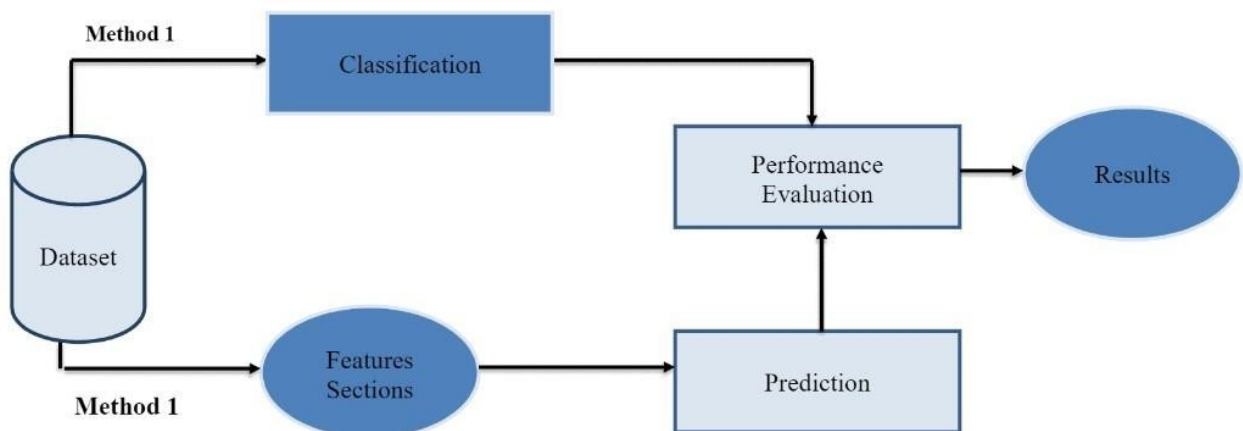 Method 1
Classification
Performance
Evaluation
Results
Dataset
Features
Sections
Prediction
Method 1